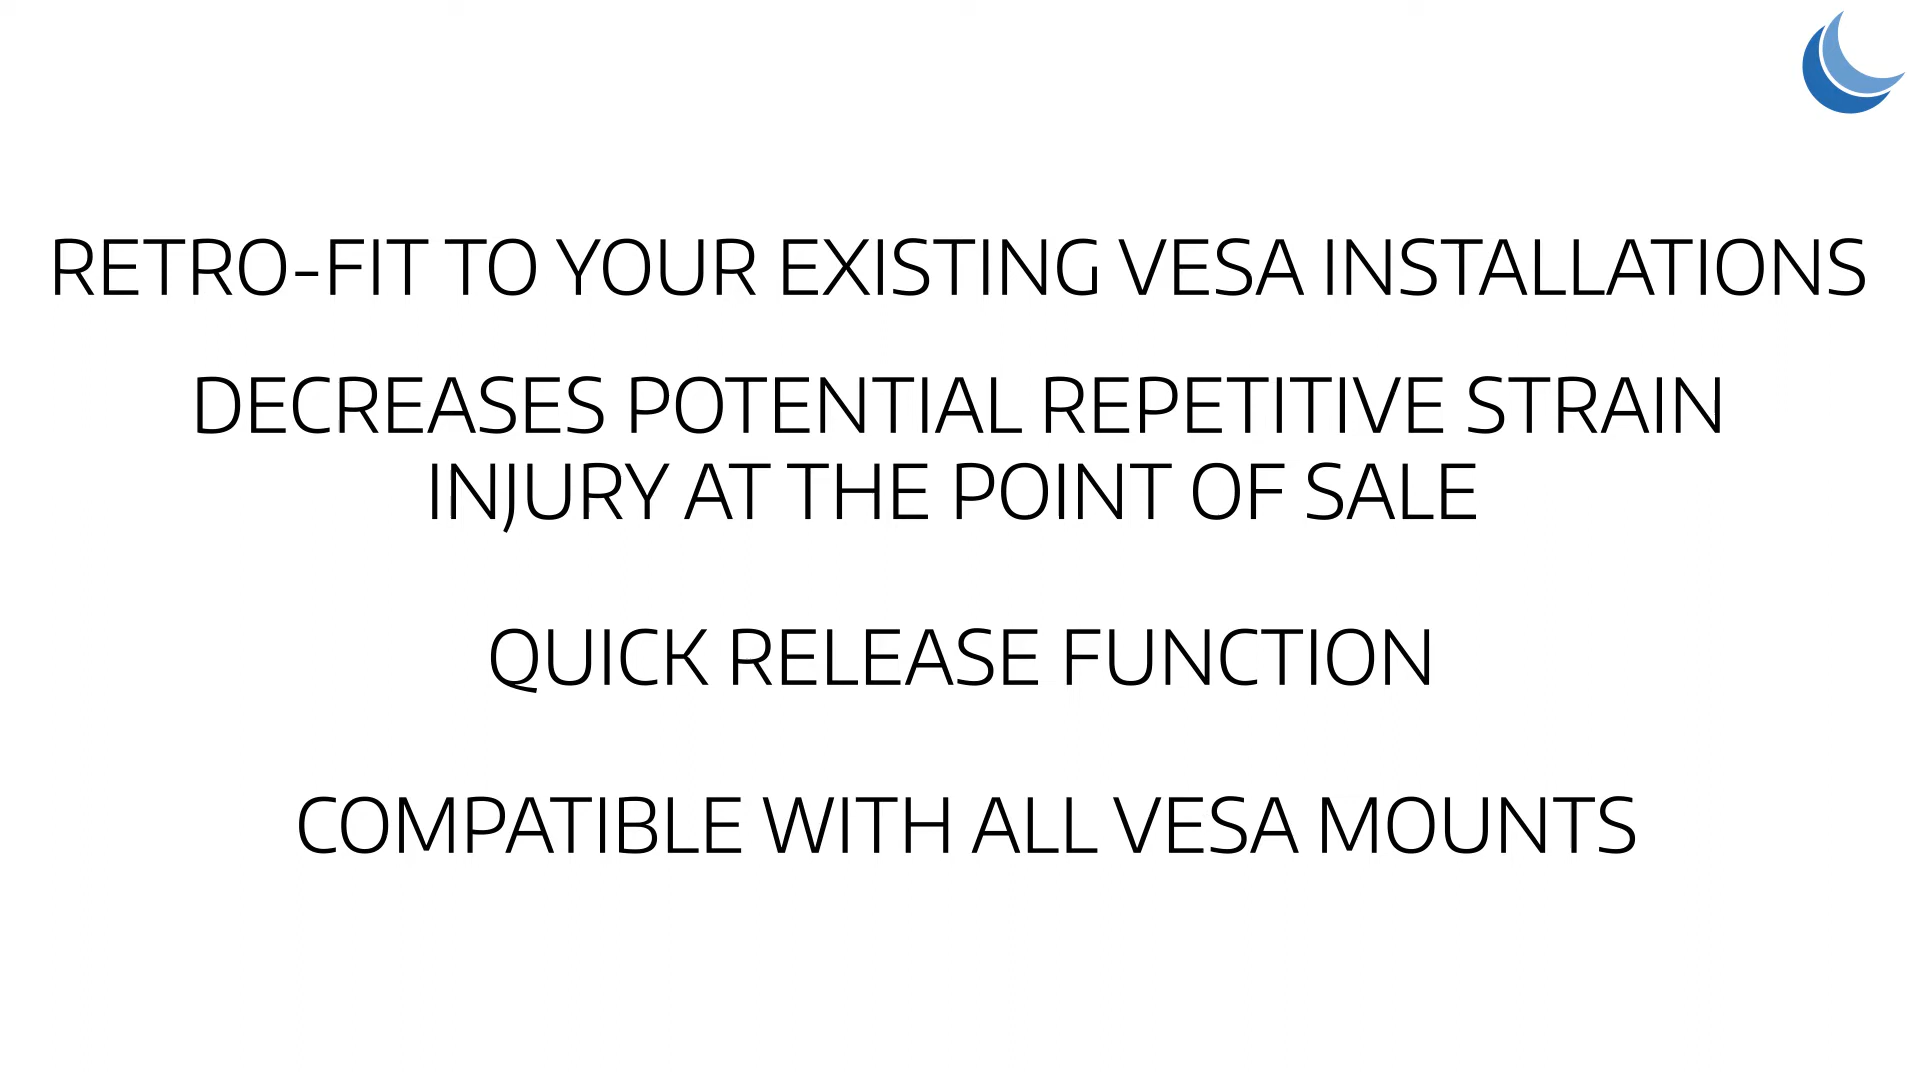 RETRO-FIT TO YOUR EXISTING VESA INSTALLATIONS
DECREASES POTENTIAL REPETITIVE STRAIN
INJURY AT THE POINT OF SALE
QUICK RELEASE FUNCTION
COMPATIBLE WITH ALL VESA MOUNTS